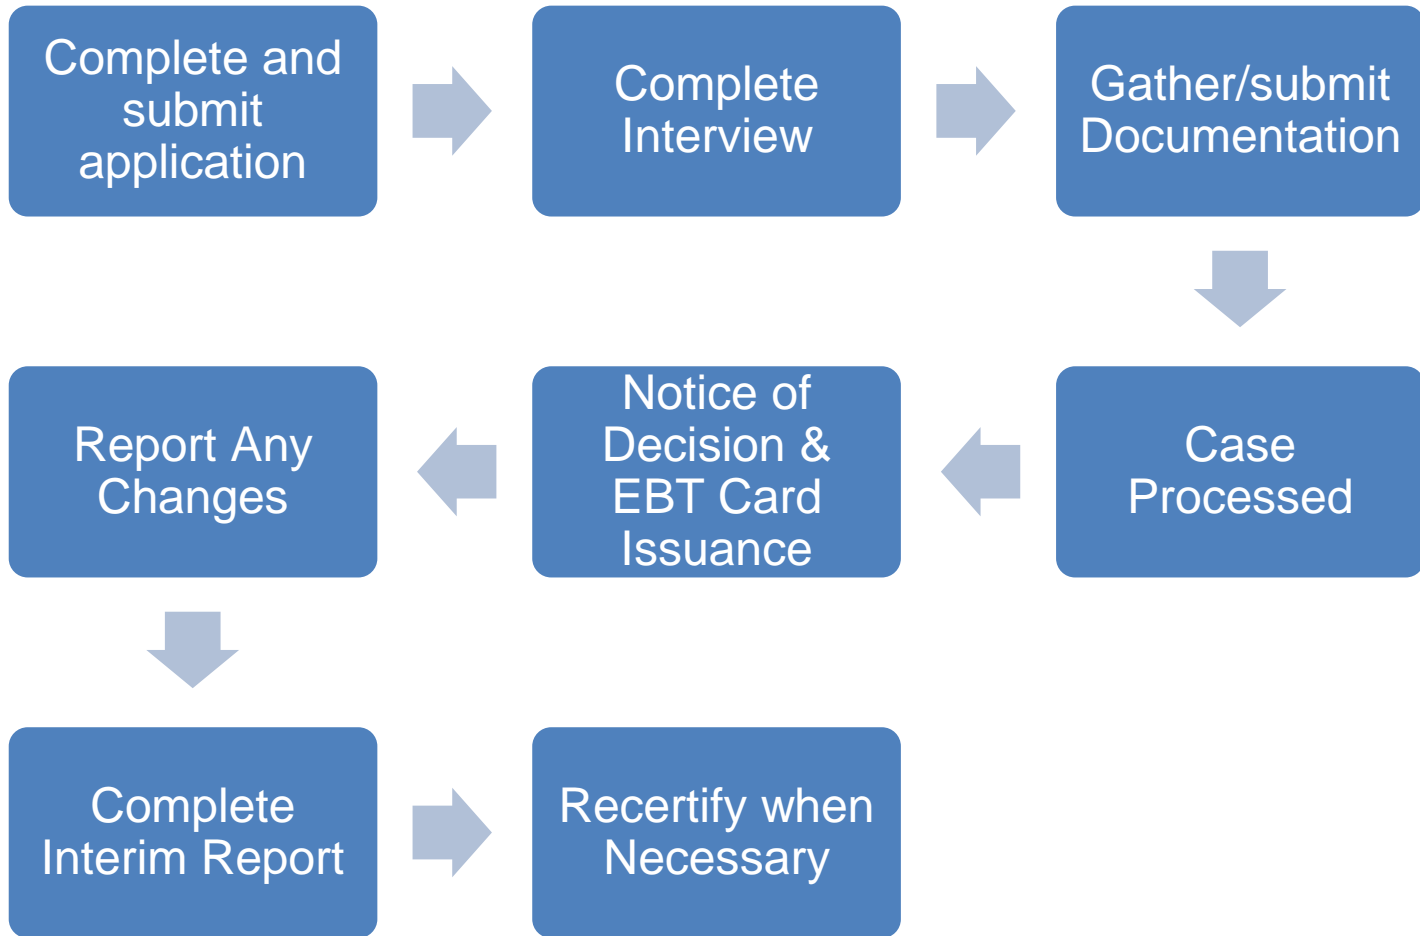 Complete and
submit
application
Complete
Interview
Gather/submit
Documentation
Case
Processed
Notice of
Decision &
EBT Card
Issuance
Report Any
Changes
Complete
Interim Report
Recertify when
Necessary